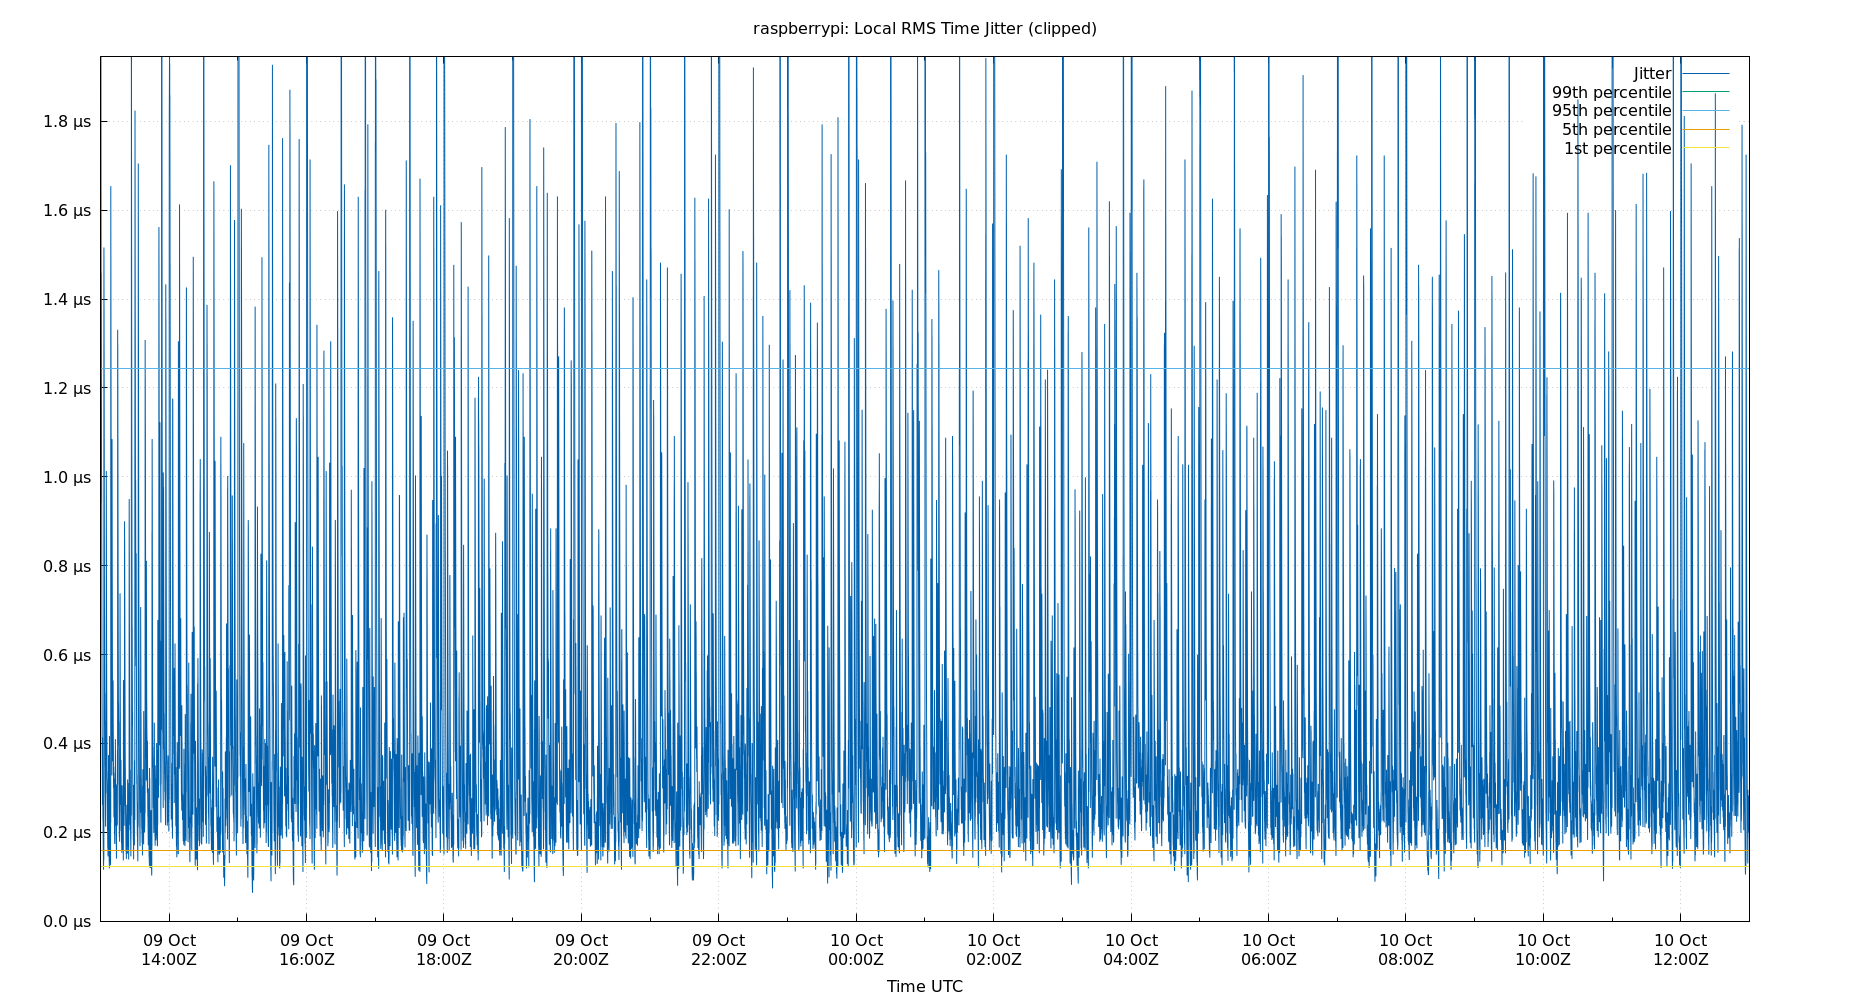 raspberrypi: Local RMS Time Jitter (clipped)
Jitter
99th percentile
95th percentile
5th percentile
1st percentile
1.8 μs
1.6 μs
1.4 μs
1.2 μs
1.0 μs
0.8 μs
0.6 μs
0.4 μs
0.2 μs
0.0 μs
09 Oct 09 Oct 09 Oct 09 Oct 09 Oct 10 Oct 10 Oct 10 Oct 10 Oct 10 Oct 10 Oct 10 Oct
14:00Z 16:00Z 18:00Z 20:00Z 22:00Z 00:00Z 02:00Z 04:00Z 06:00Z 08:00Z 10:00Z 12:00Z
Time UTC